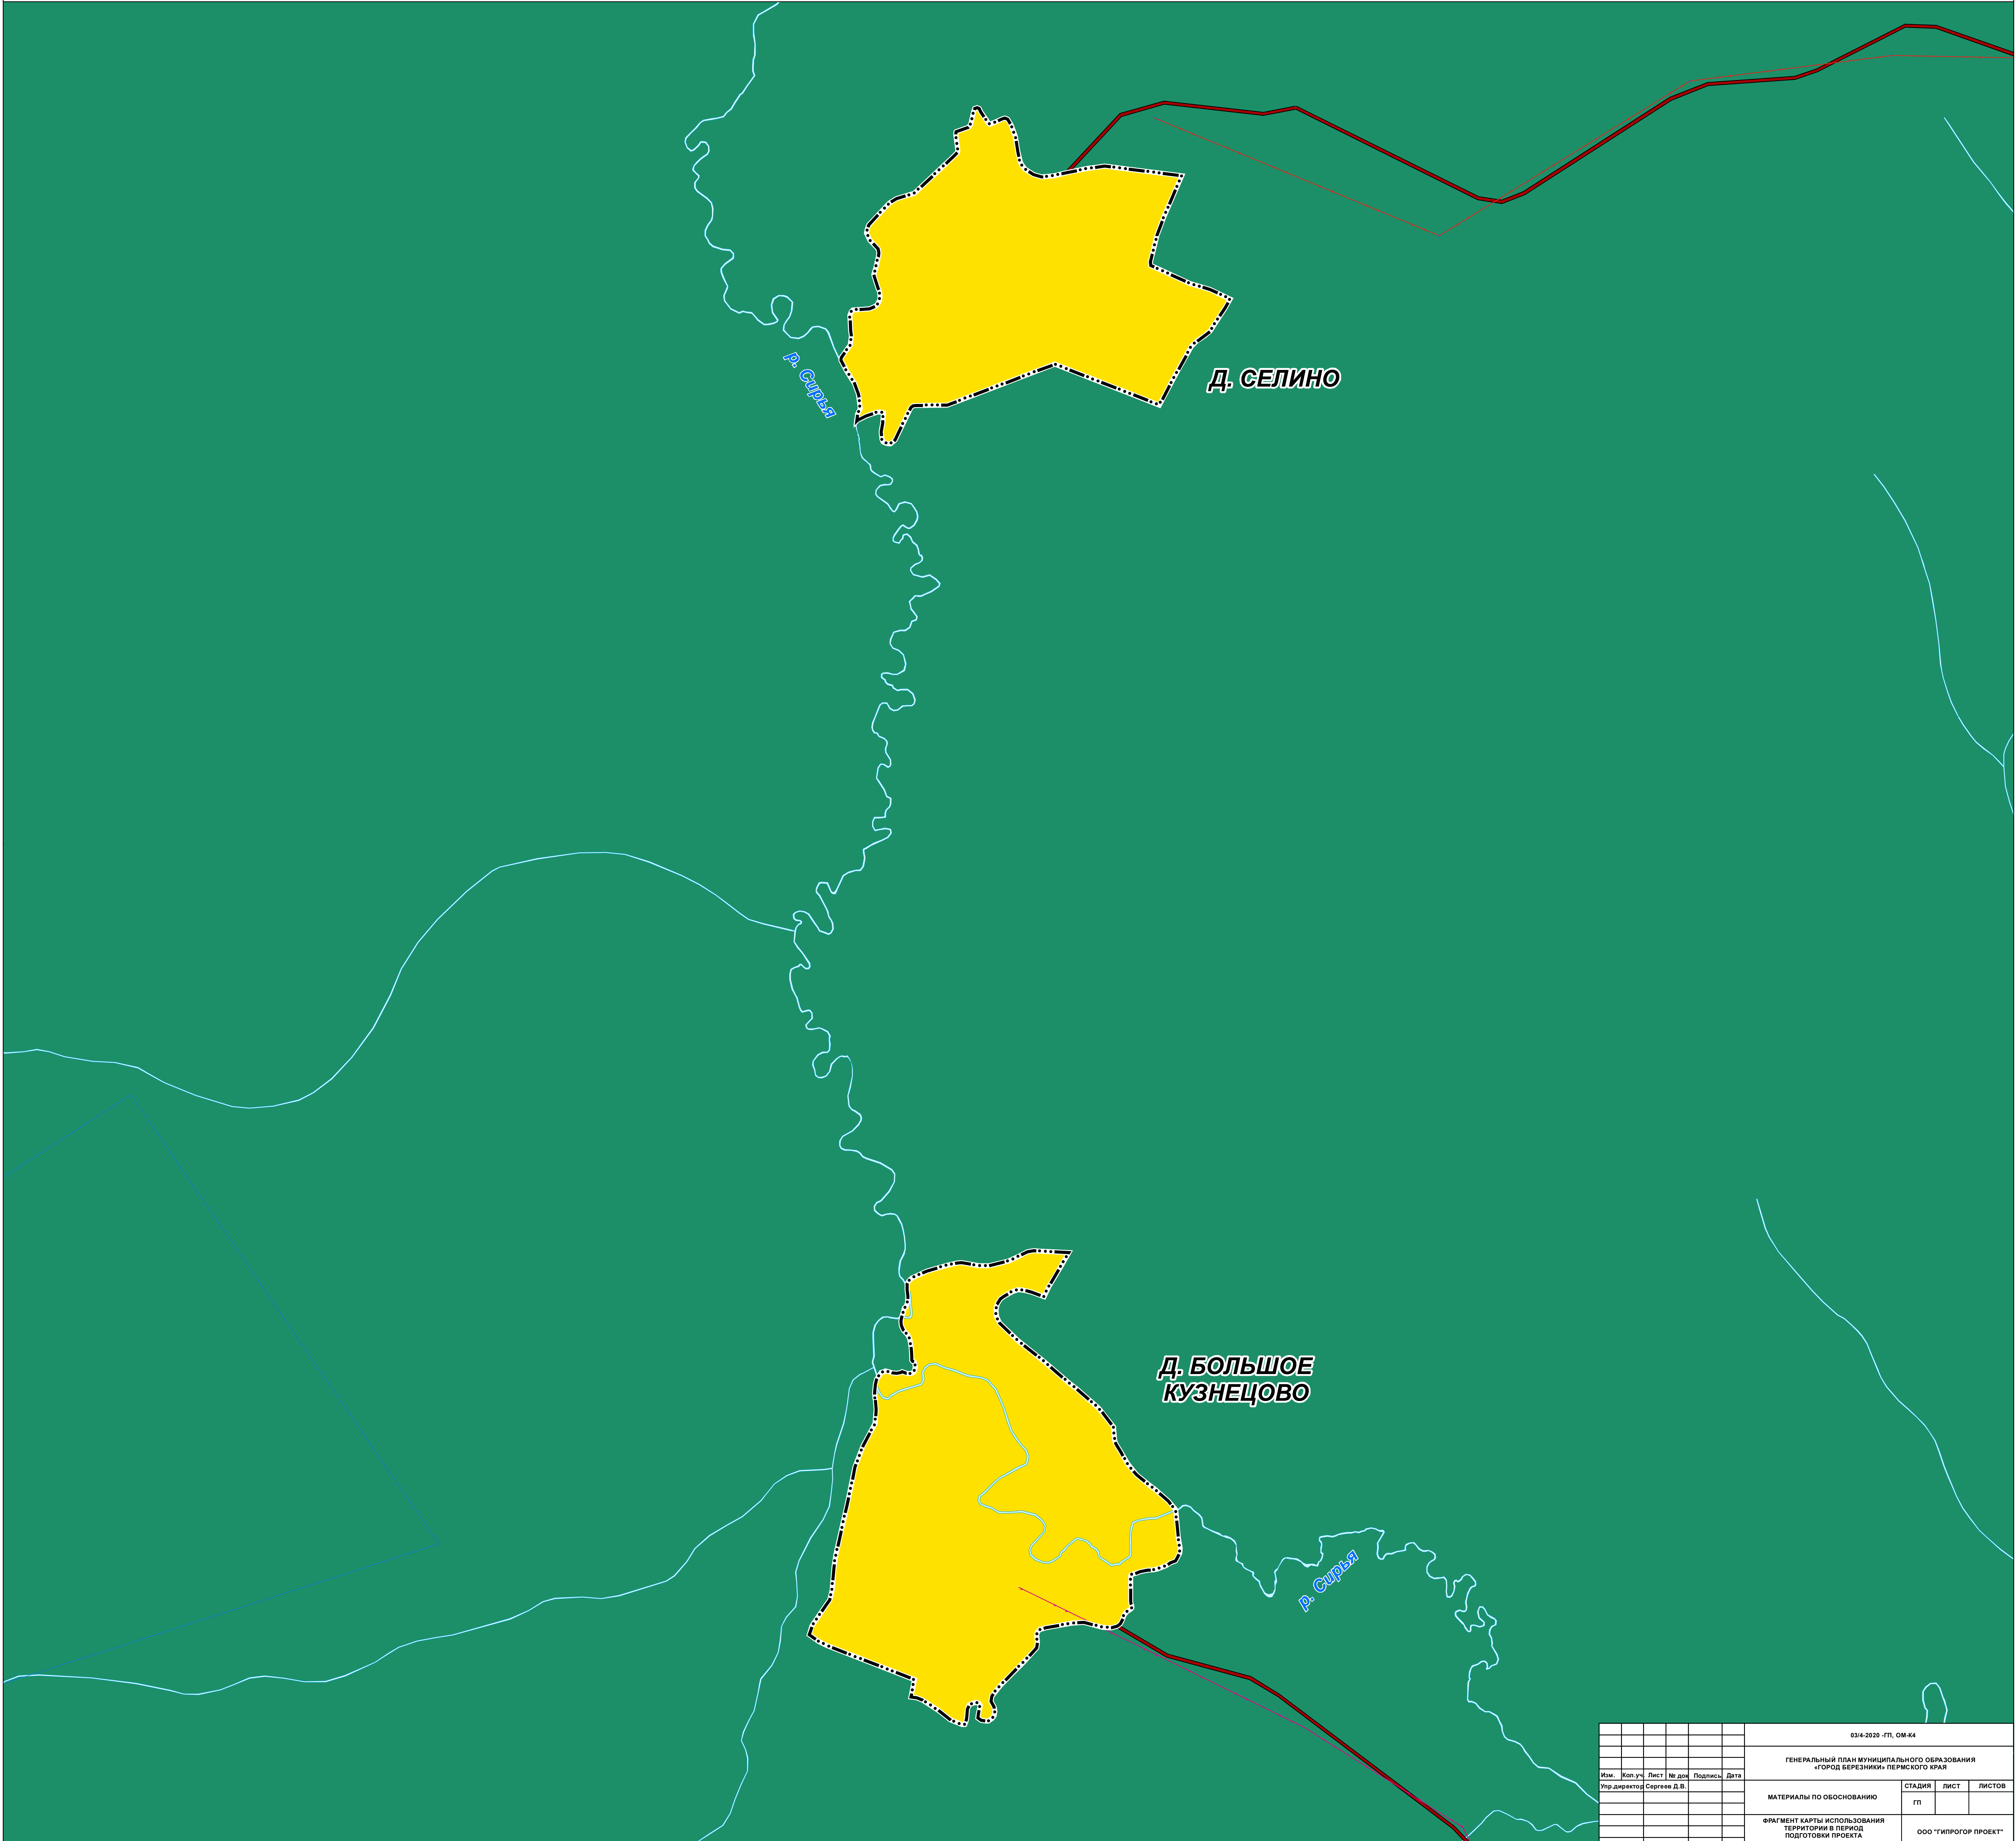 р. Сирья
Д. СЕЛИНО
Д. БОЛЬШОЕ
КУЗНЕЦОВО
р. Сирья
03/4-2020 -ГП, ОМ-К4
ГЕНЕРАЛЬНЫЙ ПЛАН МУНИЦИПАЛЬНОГО ОБРАЗОВАНИЯ
«ГОРОД БЕРЕЗНИКИ» ПЕРМСКОГО КРАЯ
Изм. Кол.уч. Лист № док Подпись Дата
Упр.директор Сергеев Д.В.
МАТЕРИАЛЫ ПО ОБОСНОВАНИЮ
СТАДИЯ ЛИСТ ЛИСТОВ
ГП
ФРАГМЕНТ КАРТЫ ИСПОЛЬЗОВАНИЯ
ТЕРРИТОРИИ В ПЕРИОД
ПОДГОТОВКИ ПРОЕКТА
ООО "ГИПРОГОР ПРОЕКТ"